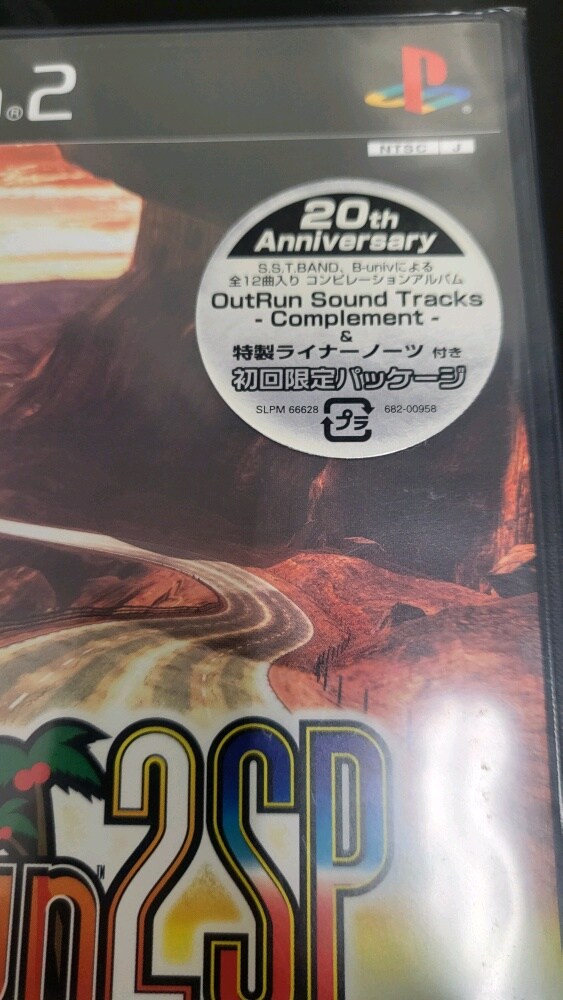 ®2
®
NTSC J
20th
Anniversary
S.S.T.BAND、B-univによる
全12曲入り コンピレーションアルバム
OutRun Sound Tracks
- Complement -
&
特製ライナーノーツ 付き
初回限定パッケージ
SLPM 66628 プラ 682-00958
2SP
TM